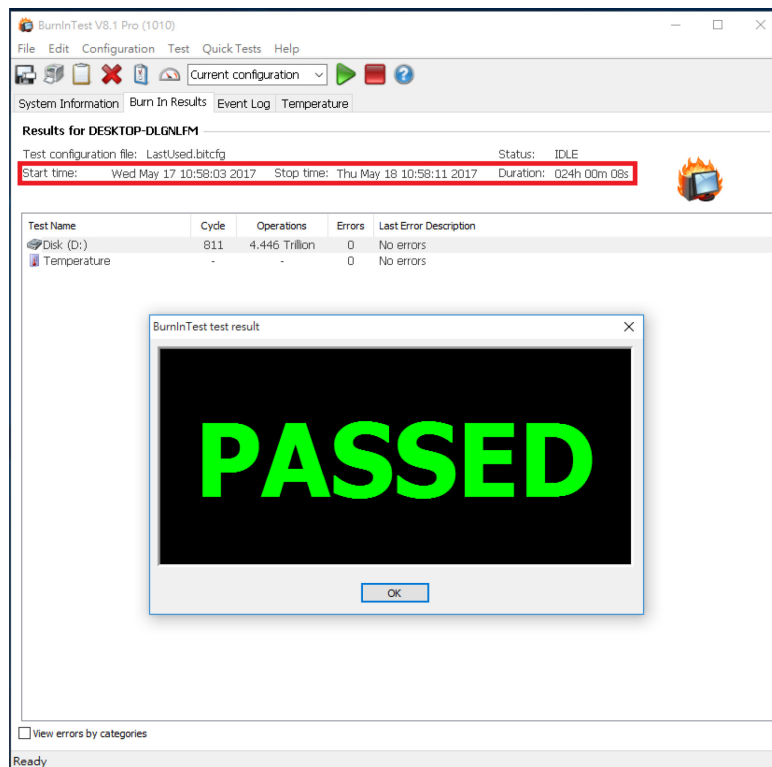 BurnInTest V8.1 Pro (1010)
File Edit Configuration Test Quick Tests Help
Current configuration
System Information Burn In Results Event Log Temperature
Results for DESKTOP-DLGNLFM
Test configuration file: LastUsed.bitcfg Status: IDLE
Start time: Wed May 17 10:58:03 2017 Stop time: Thu May 18 10:58:11 2017 Duration: 024h 00m 08s
Test Name Cycle Operations Errors Last Error Description
Disk (D:) 811 4.446 Trillion 0 No errors
Temperature - - 0 No errors
BurnInTest test result
PASSED
OK
View errors by categories
Ready